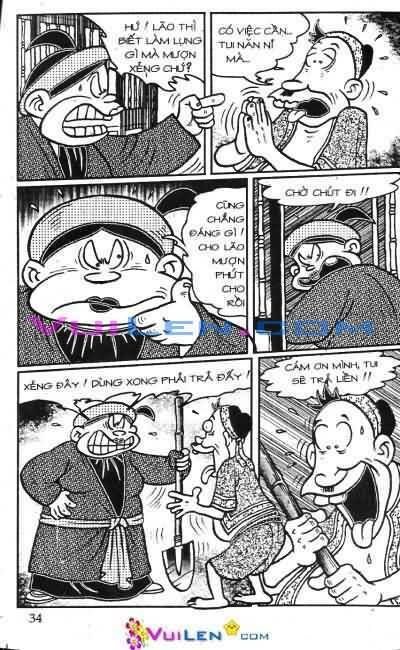 HỨ! LÃO THÌ
BIẾT LÀM LỤNG
GÌ MÀ MƯỢN
XẺNG CHỨ?
CÓ VIỆC CẦN...
TUI NĂN NỈ
MÀ...
CŨNG
CHẲNG
ĐÁNG GÌ!
CHO LÃO
MƯỢN
PHỨT
CHO
RỒI
CHỜ CHÚT ĐI!!
VUILEN.COM
XẺNG ĐÂY! DÙNG XONG PHẢI TRẢ ĐẤY!
CÁM ƠN MÌNH, TUI
SẼ TRẢ LIỀN!!
34
VUILEN.COM